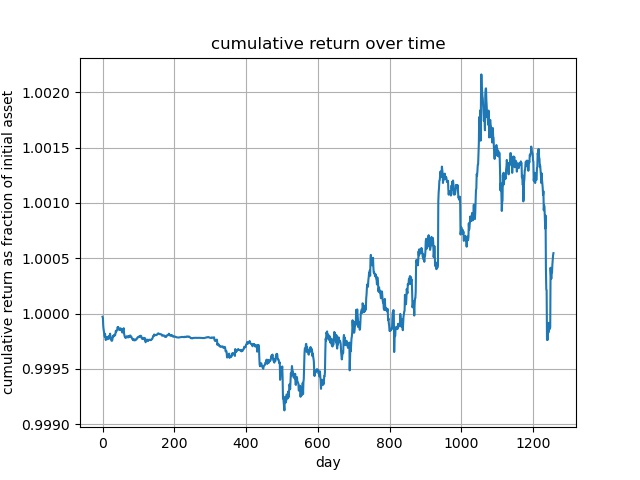 cumulative return over time
cumulative return as fraction of initial asset
1.0020
1.0015
1.0010
1.0005
1.0000
0.9995
0.9990
0 200 400 600 800 1000 1200
day